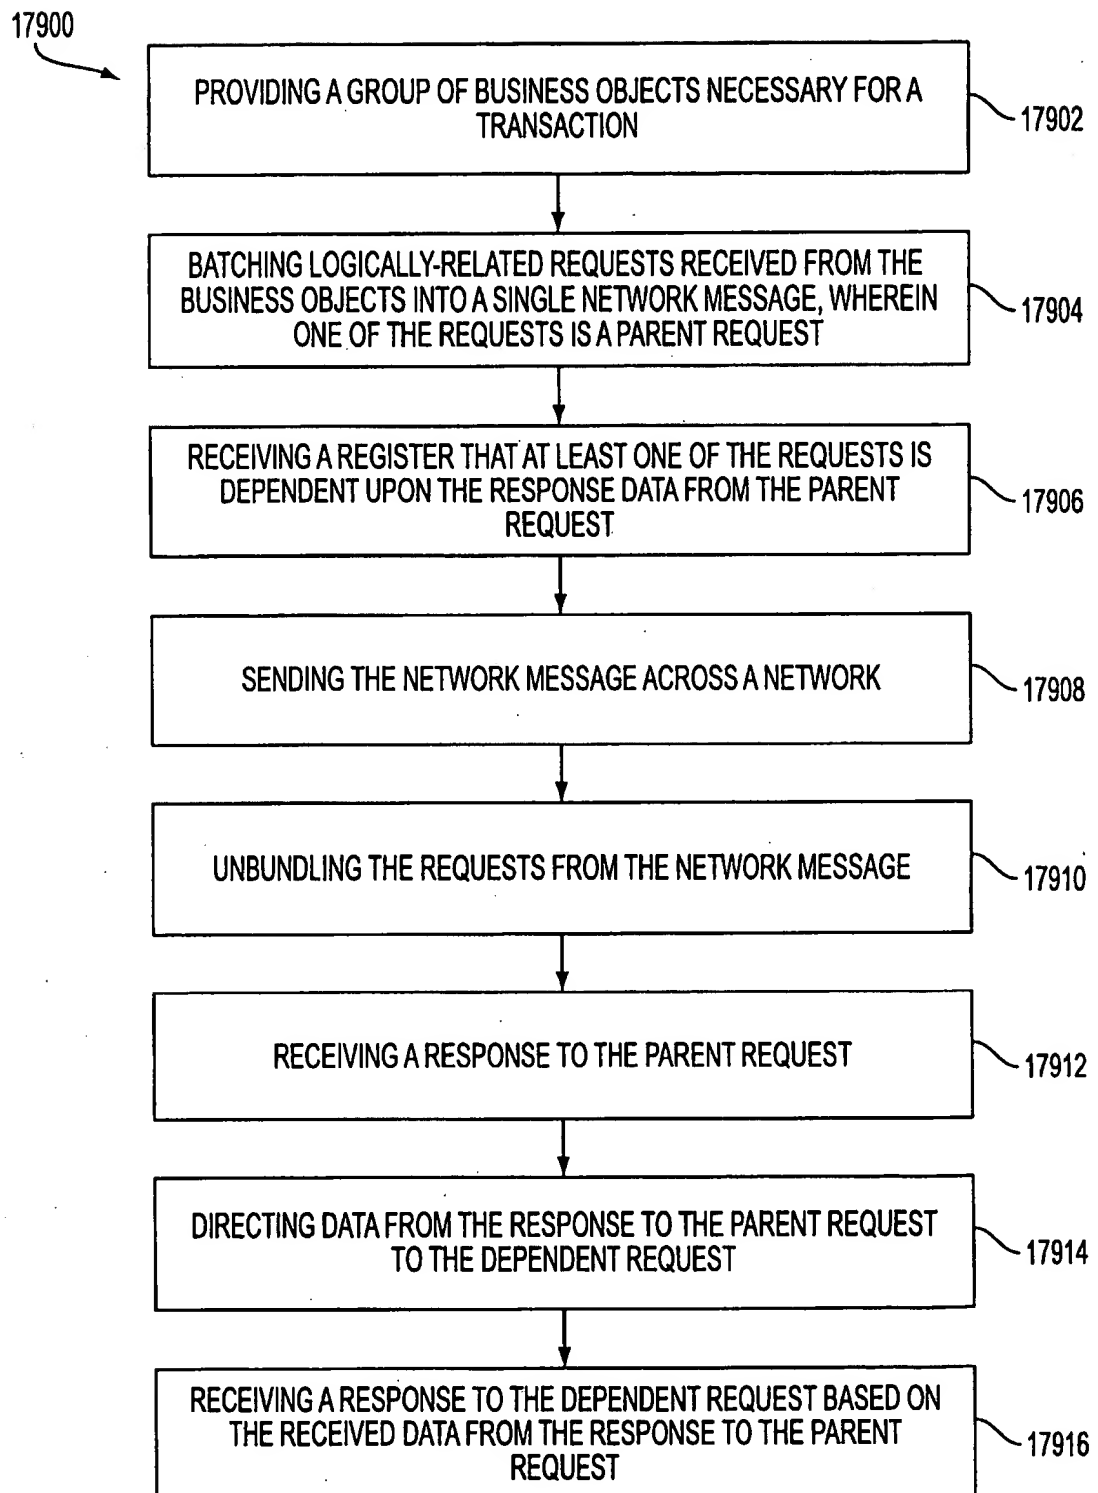 17900
PROVIDING A GROUP OF BUSINESS OBJECTS NECESSARY FOR A
TRANSACTION
17902
BATCHING LOGICALLY-RELATED REQUESTS RECEIVED FROM THE
BUSINESS OBJECTS INTO A SINGLE NETWORK MESSAGE, WHEREIN
ONE OF THE REQUESTS IS A PARENT REQUEST
17904
RECEIVING A REGISTER THAT AT LEAST ONE OF THE REQUESTS IS
DEPENDENT UPON THE RESPONSE DATA FROM THE PARENT
REQUEST
17906
SENDING THE NETWORK MESSAGE ACROSS A NETWORK
17908
UNBUNDLING THE REQUESTS FROM THE NETWORK MESSAGE
17910
RECEIVING A RESPONSE TO THE PARENT REQUEST
17912
DIRECTING DATA FROM THE RESPONSE TO THE PARENT REQUEST
TO THE DEPENDENT REQUEST
17914
RECEIVING A RESPONSE TO THE DEPENDENT REQUEST BASED ON
THE RECEIVED DATA FROM THE RESPONSE TO THE PARENT
REQUEST
17916